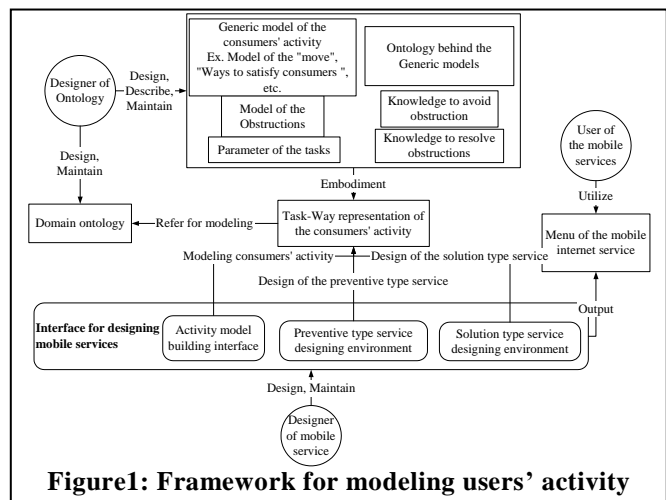 Generic model of the
consumers' activity
Ex. Model of the "move",
"Ways to satisfy consumers ",
etc.
Ontology behind the
Generic models
Designer of
Ontology
Design,
Describe,
Maintain
Model of the
Obstructions
Parameter of the tasks
Knowledge to avoid
obstruction
Knowledge to resolve
obstructions
User of
the mobile
services
Design,
Maintain
Embodiment
Utilize
Domain ontology
Refer for modeling
Task-Way representation of
the consumers' activity
Menu of the mobile
internet service
Modeling consumers' activity
Design of the solution type service
Design of the preventive type service
Output
Interface for designing
mobile services
Activity model
building interface
Preventive type service
designing environment
Solution type service
designing environment
Design, Maintain
Designer
of mobile
service
Figure1: Framework for modeling users' activity